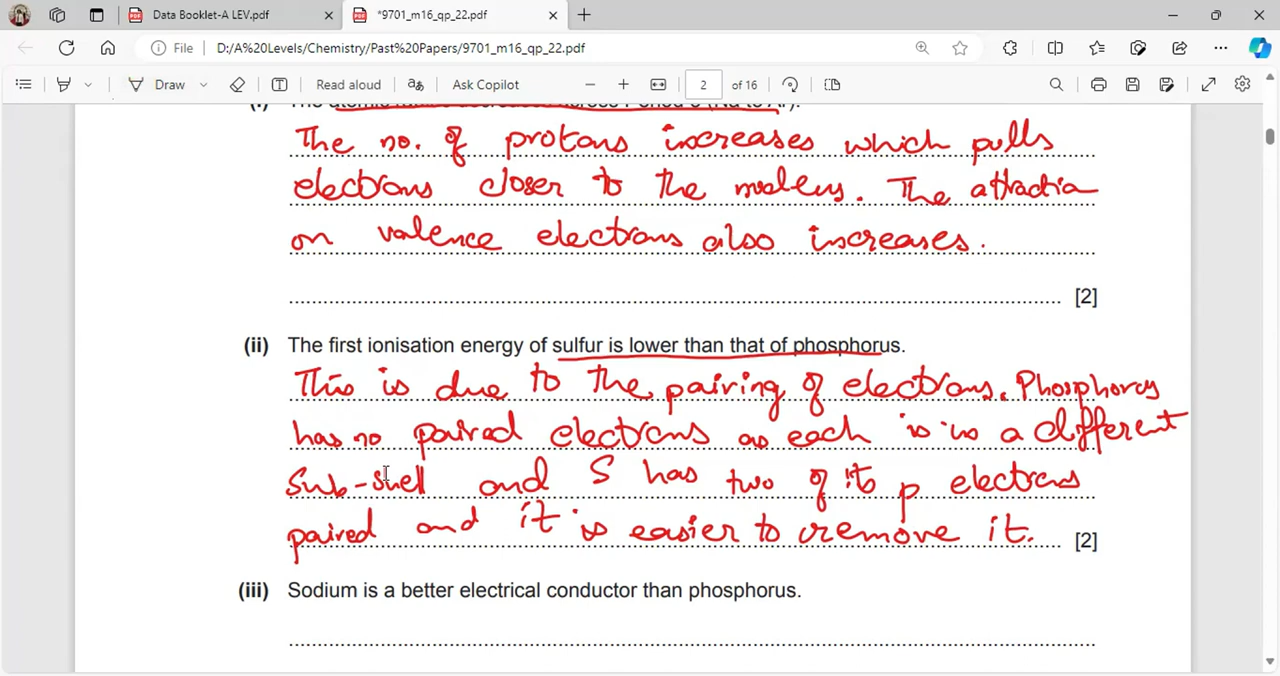 Data Booklet-A LEV.pdf
*9701_m16_qp_22.pdf
File
D:/A%20Levels/Chemistry/Past%20Papers/9701_m16_qp_22.pdf
Draw
Read aloud
Ask Copilot
2 of 16
The no. of protons increases which pulls
electrons closer to the nucleus. The attraction
on valence electrons also increases.
[2]
(ii) The first ionisation energy of sulfur is lower than that of phosphorus.
This is due to the pairing of electrons. Phosphorus
has no paired electrons as each is in a different
Sub-shell and S has two of its p electrons
paired and it is easier to remove it.
[2]
(iii) Sodium is a better electrical conductor than phosphorus.